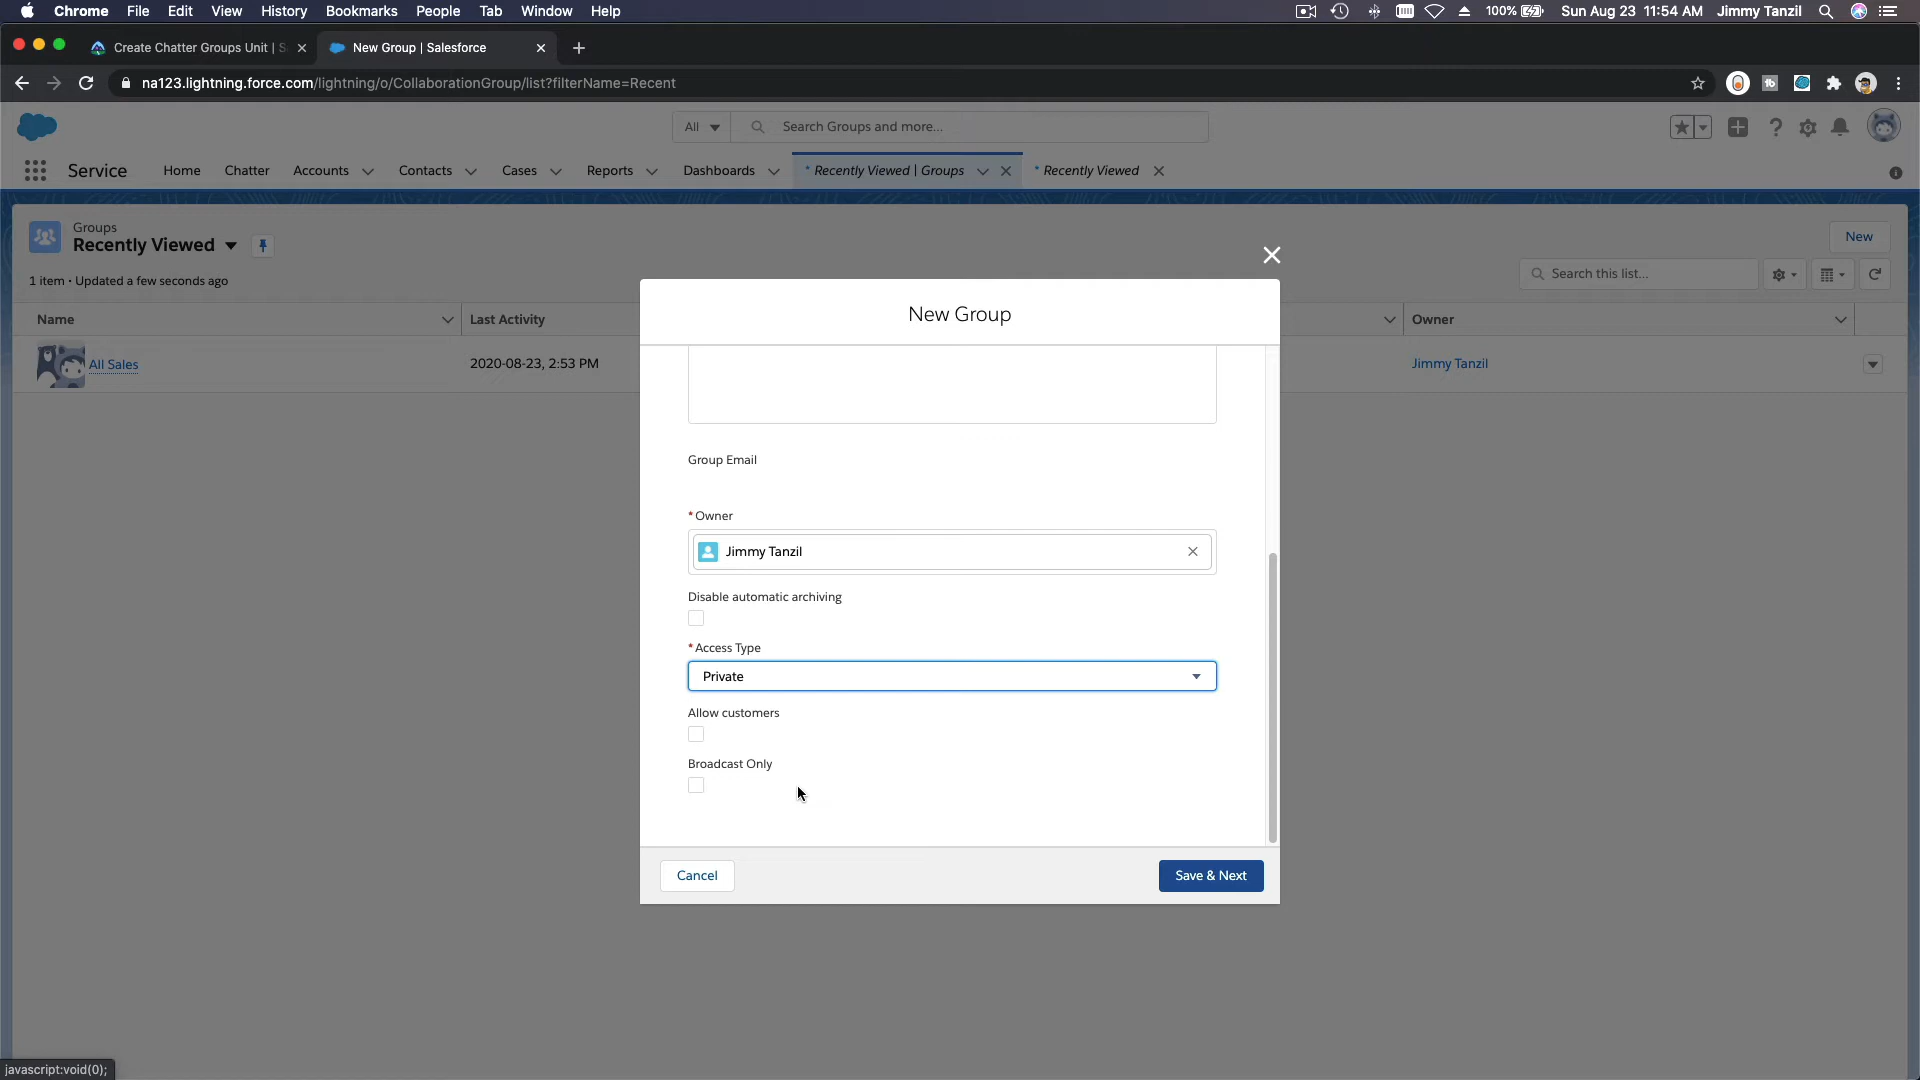 Chrome File Edit View History Bookmarks People Tab Window Help
100% Sun Aug 23 11:54 AM Jimmy Tanzil
Create Chatter Groups Unit | S
New Group | Salesforce
na123.lightning.force.com/lightning/o/CollaborationGroup/list?filterName=Recent
All
Search Groups and more...
Service
Home Chatter Accounts Contacts Cases Reports Dashboards * Recently Viewed | Groups * Recently Viewed
Groups
Recently Viewed
New
1 item • Updated a few seconds ago
Search this list...
Name Last Activity Owner
All Sales 2020-08-23, 2:53 PM Jimmy Tanzil
New Group
Group Email
* Owner
Jimmy Tanzil
Disable automatic archiving
* Access Type
Private
Allow customers
Broadcast Only
Cancel
Save & Next
javascript:void(0);